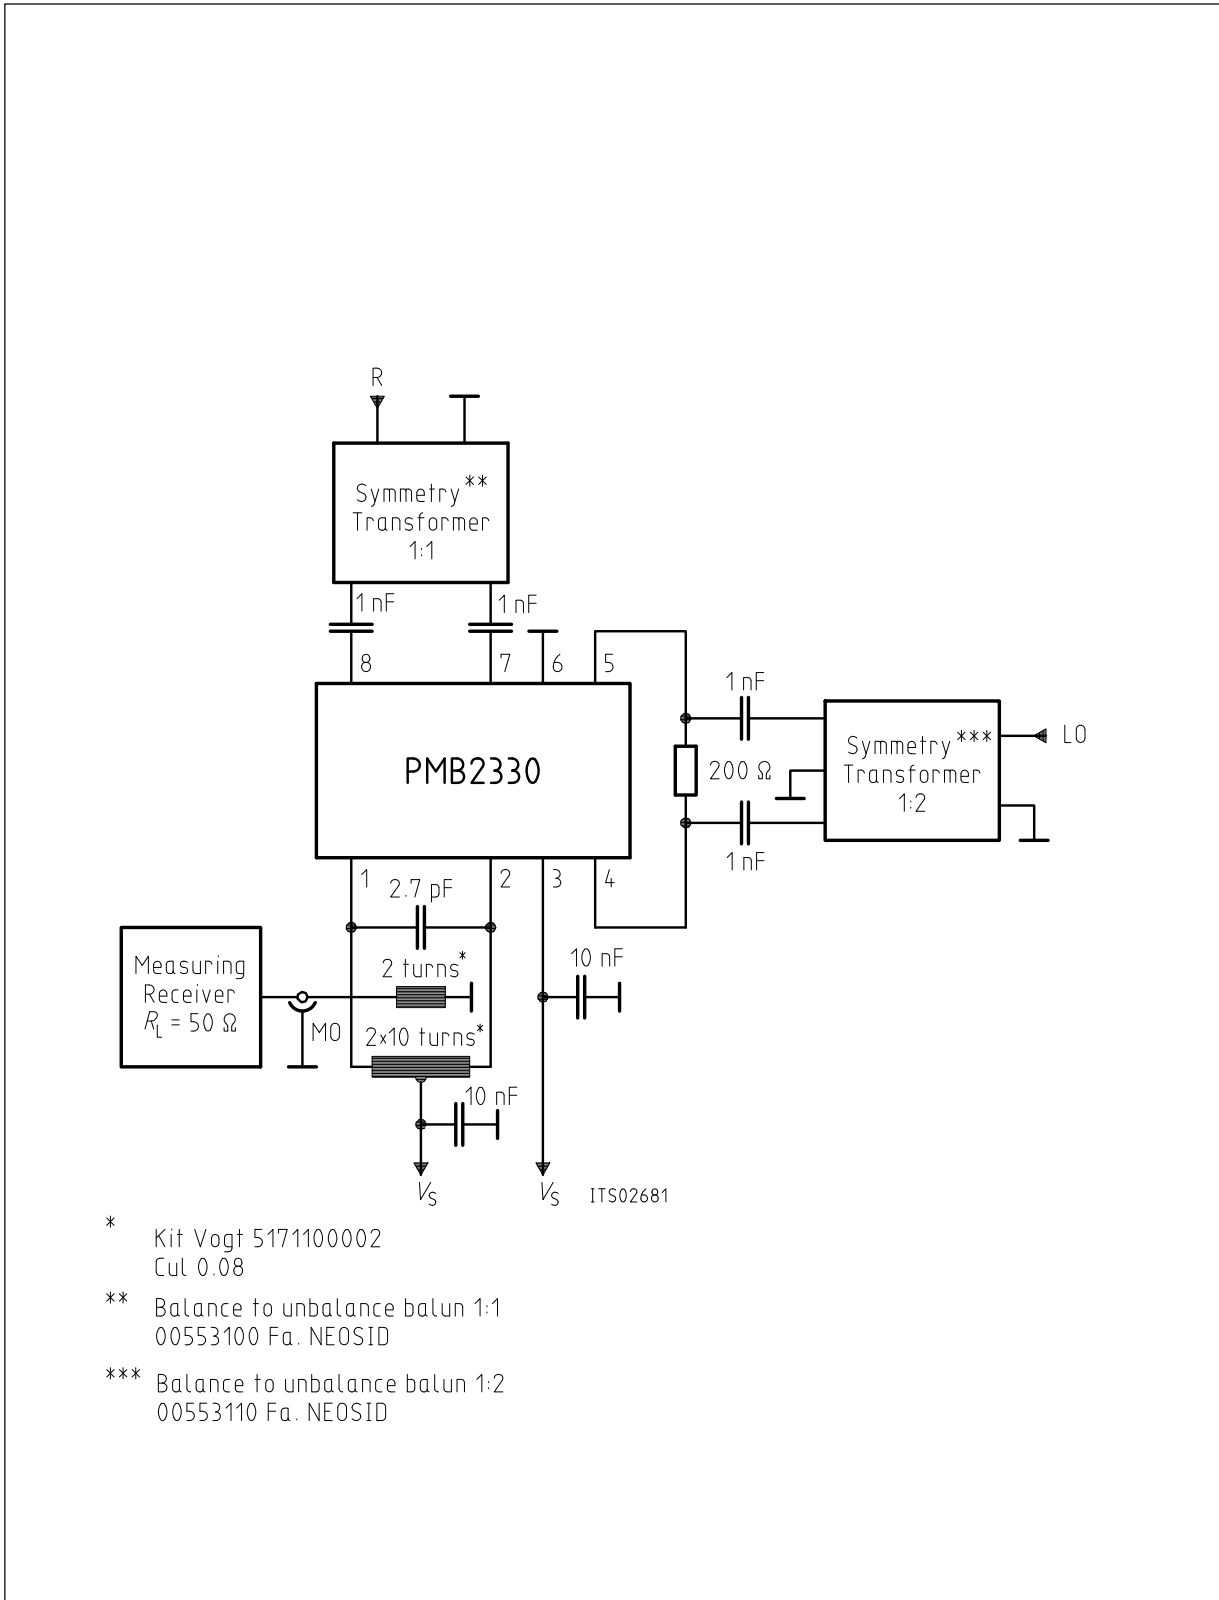 R
Symmetry**
Transformer
1:1
1 nF
1 nF
8
7
6
5
1 nF
PMB2330
200 Ω
Symmetry***
Transformer
1:2
LO
1 nF
1
2
3
4
2.7 pF
Measuring
Receiver
RL = 50 Ω
2 turns*
10 nF
MO
2x10 turns*
10 nF
VS
VS
ITS02681
* Kit Vogt 5171100002
Cul 0.08
** Balance to unbalance balun 1:1
00553100 Fa. NEOSID
*** Balance to unbalance balun 1:2
00553110 Fa. NEOSID